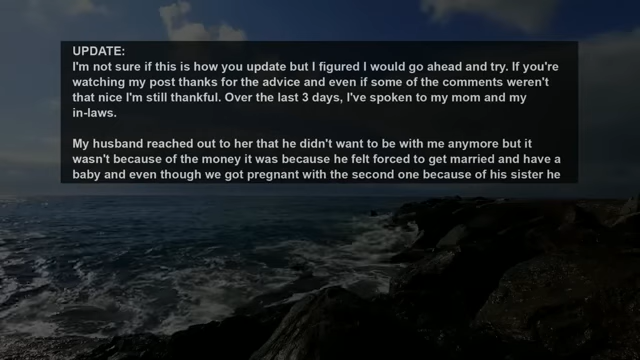 UPDATE:
I'm not sure if this is how you update but I figured I would go ahead and try. If you're
watching my post thanks for the advice and even if some of the comments weren't
that nice I'm still thankful. Over the last 3 days, I've spoken to my mom and my
in-laws.
My husband reached out to her that he didn't want to be with me anymore but it
wasn't because of the money it was because he felt forced to get married and have a
baby and even though we got pregnant with the second one because of his sister he